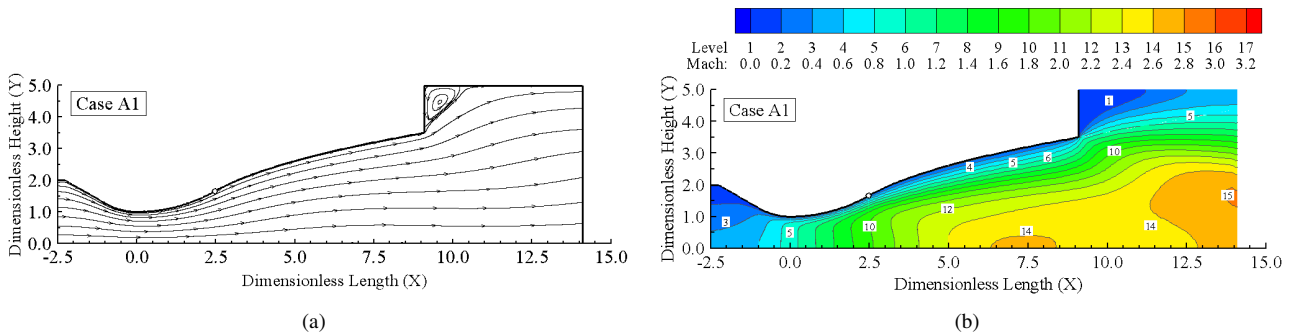 Level 1 2 3 4 5 6 7 8 9 10 11 12 13 14 15 16 17
Mach: 0.0 0.2 0.4 0.6 0.8 1.0 1.2 1.4 1.6 1.8 2.0 2.2 2.4 2.6 2.8 3.0 3.2
Dimensionless Height (Y)
5.0
4.0
3.0
2.0
1.0
0.0
Case A1
-2.5 0.0 2.5 5.0 7.5 10.0 12.5 15.0
Dimensionless Length (X)
(a)
Dimensionless Height (Y)
5.0
4.0
3.0
2.0
1.0
0.0
Case A1
1
5
10
6
5
4
15
12
3
10
5
14
14
-2.5 0.0 2.5 5.0 7.5 10.0 12.5 15.0
Dimensionless Length (X)
(b)